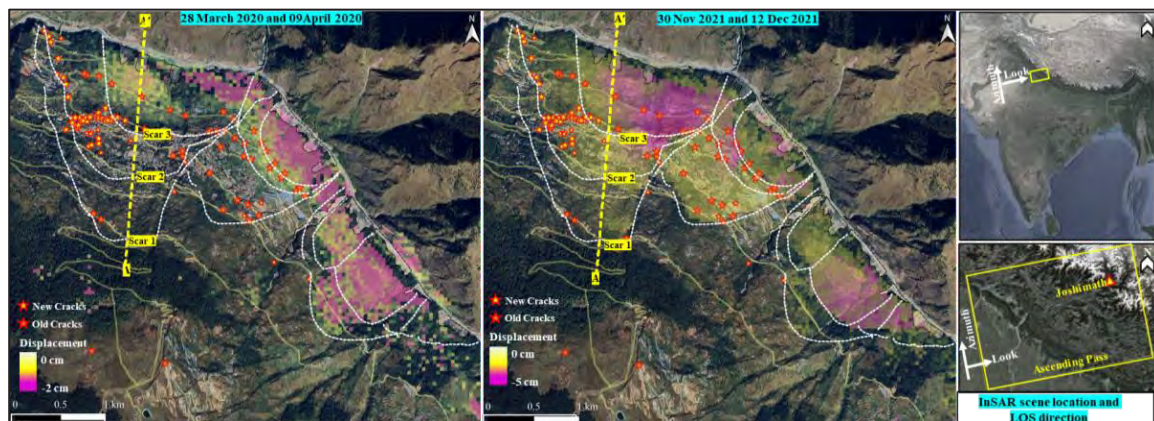 28 March 2020 and 09April 2020
A'
N
Scar 3
Scar 2
Scar 1
A
New Cracks
Old Cracks
Displacement
0 cm
-2 cm
0
0.5
1 km
30 Nov 2021 and 12 Dec 2021
A'
N
Scar 3
Scar 2
Scar 1
A
New Cracks
Old Cracks
Displacement
0 cm
-5 cm
0
0.5
1 km
Azimuth
Look
Joshimath
Azimuth
Look
Ascending Pass
InSAR scene location and
LOS direction